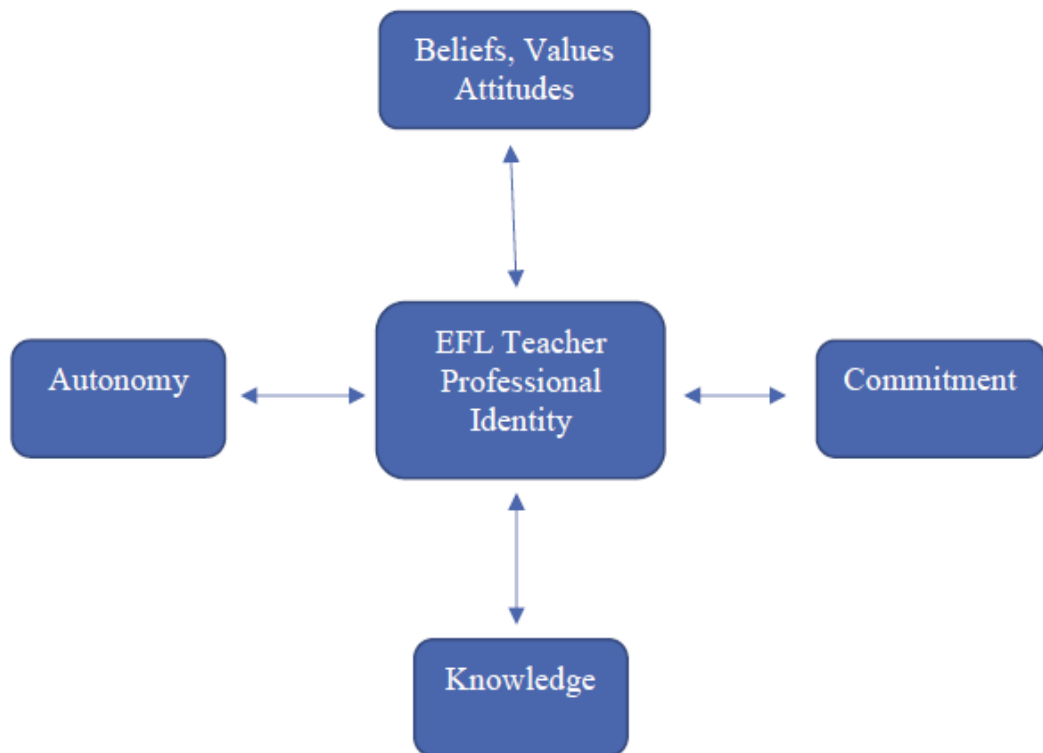 Beliefs, Values
Attitudes
EFL Teacher
Professional
Identity
Autonomy
Commitment
Knowledge